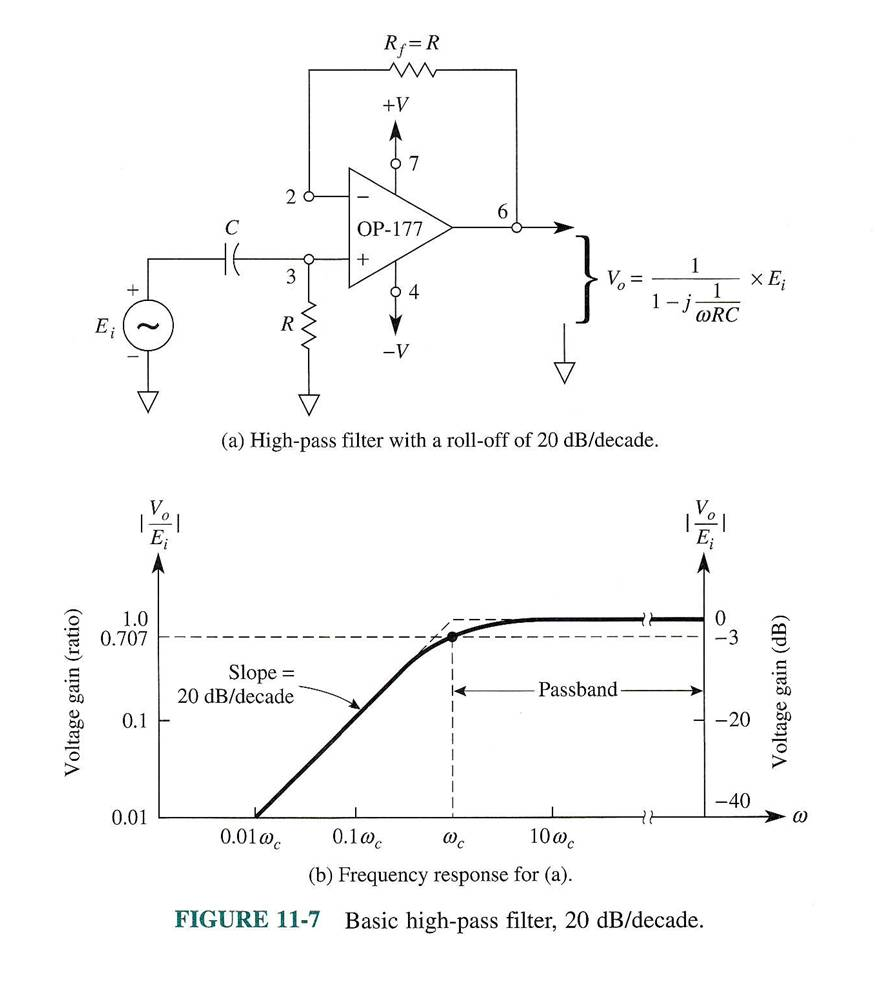 R_f = R
+V
7
2
−
6
C
OP-177
3
+
V_o = 1 / (1 − j 1/ωRC) × E_i
+
4
E_i
~
R
−
−V
(a) High-pass filter with a roll-off of 20 dB/decade.
|V_o/E_i|
|V_o/E_i|
1.0
0
0.707
−3
Slope =
20 dB/decade
Passband
Voltage gain (ratio)
Voltage gain (dB)
0.1
−20
−40
0.01
ω
0.01ω_c
0.1ω_c
ω_c
10ω_c
(b) Frequency response for (a).
FIGURE 11-7 Basic high-pass filter, 20 dB/decade.